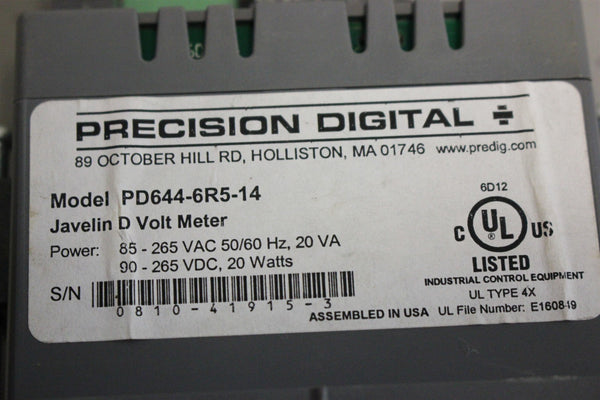 PRECISION DIGITAL
89 OCTOBER HILL RD, HOLLISTON, MA 01746 www.predig.com
Model PD644-6R5-14
Javelin D Volt Meter
Power: 85 - 265 VAC 50/60 Hz, 20 VA
90 - 265 VDC, 20 Watts
S/N
0810-41915-3
ASSEMBLED IN USA
6D12
C UL US
LISTED
INDUSTRIAL CONTROL EQUIPMENT
UL TYPE 4X
UL File Number: E160849